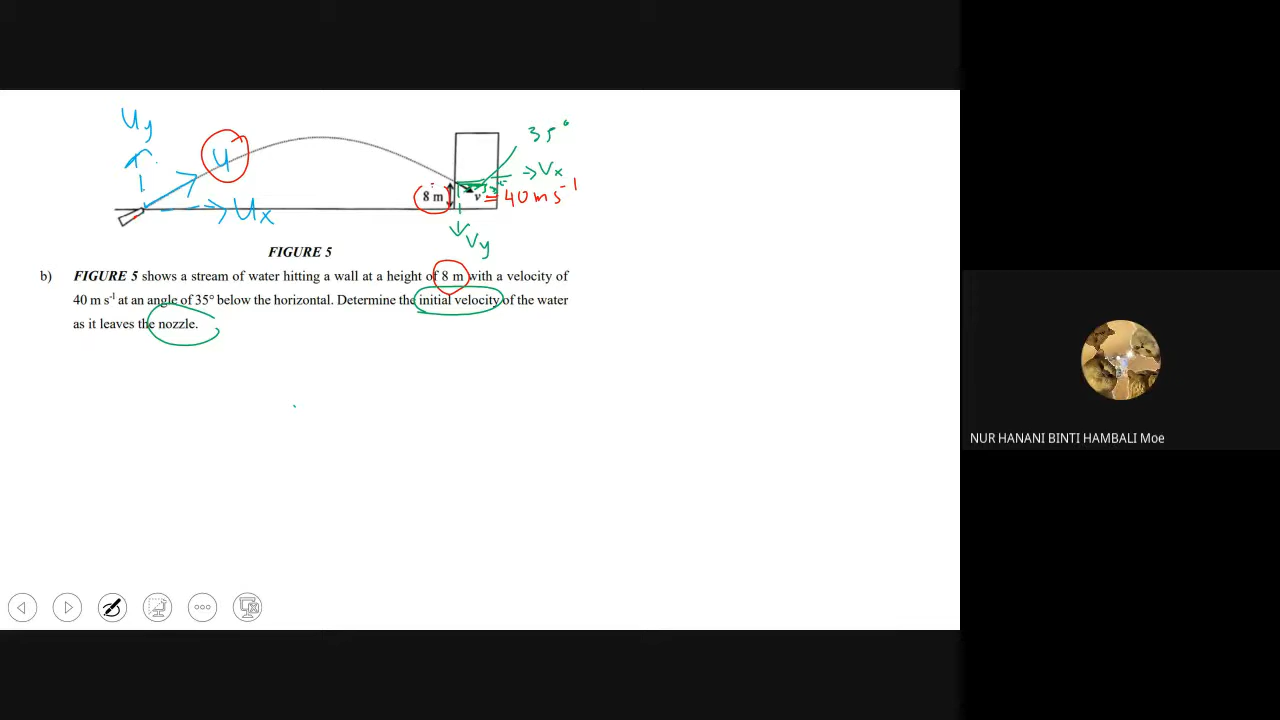 Uy
35°
u
→Vx
8 m
v = 40 m s⁻¹
Ux
Vy
FIGURE 5
b) FIGURE 5 shows a stream of water hitting a wall at a height of 8 m with a velocity of
40 m s⁻¹ at an angle of 35° below the horizontal. Determine the initial velocity of the water
as it leaves the nozzle.
NUR HANANI BINTI HAMBALI Moe